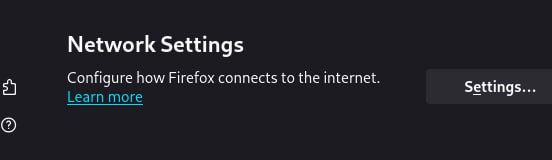 Network Settings
Configure how Firefox connects to the internet.
Learn more
Settings...